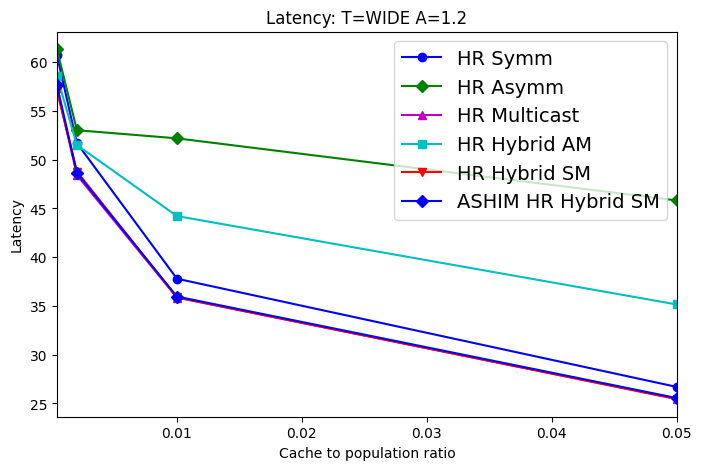 Latency: T=WIDE A=1.2
HR Symm
HR Asymm
HR Multicast
HR Hybrid AM
HR Hybrid SM
ASHIM HR Hybrid SM
Latency
60
55
50
45
40
35
30
25
0.01
0.02
0.03
0.04
0.05
Cache to population ratio